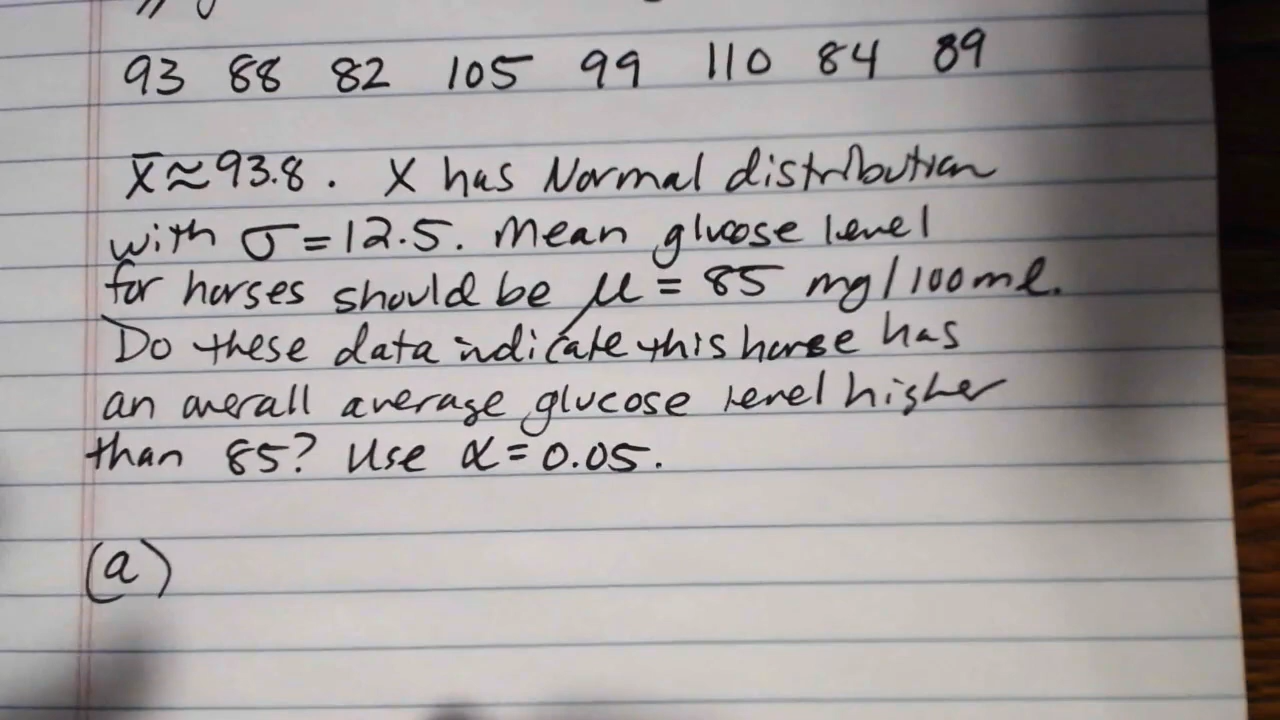 93 88 82 105 99 110 84 89
x̄ ≈ 93.8. X has Normal distribution
with σ = 12.5. Mean glucose level
for horses should be μ = 85 mg/100ml.
Do these data indicate this horse has
an overall average glucose level higher
than 85? Use α = 0.05.
(a)